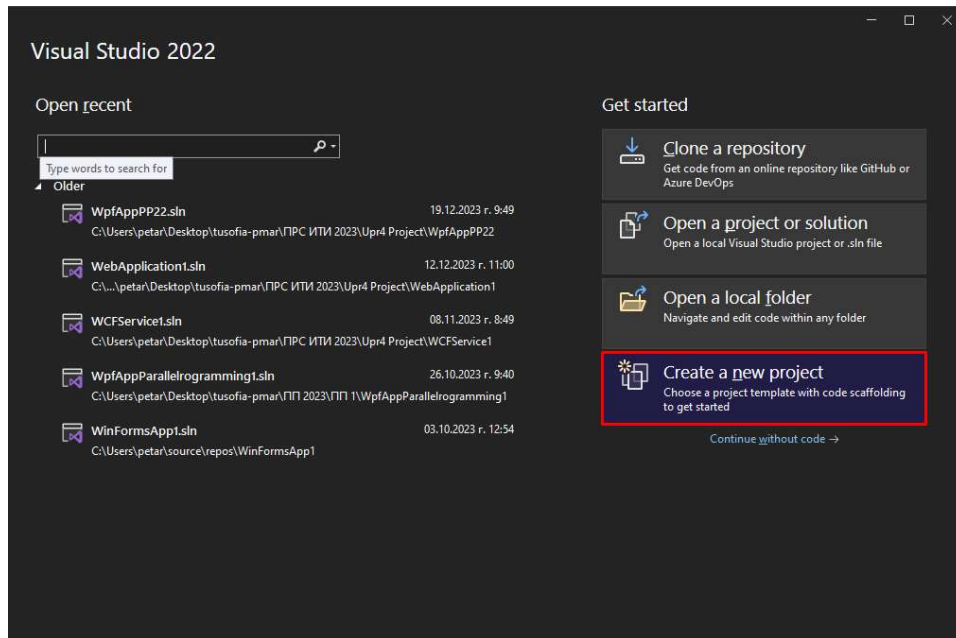 Visual Studio 2022
Open recent
Type words to search for
Older
WpfAppPP22.sln
19.12.2023 г. 9:49
C:\Users\petar\Desktop\tusofia-pmar\ПРС ИТИ 2023\Upr4 Project\WpfAppPP22
WebApplication1.sln
12.12.2023 г. 11:00
C:\...\petar\Desktop\tusofia-pmar\ПРС ИТИ 2023\Upr4 Project\WebApplication1
WCFService1.sln
08.11.2023 г. 8:49
C:\Users\petar\Desktop\tusofia-pmar\ПРС ИТИ 2023\Upr4 Project\WCFService1
WpfAppParallelrogramming1.sln
26.10.2023 г. 9:40
C:\Users\petar\Desktop\tusofia-pmar\ПП 2023\ПП 1\WpfAppParallelrogramming1
WinFormsApp1.sln
03.10.2023 г. 12:54
C:\Users\petar\source\repos\WinFormsApp1
Get started
Clone a repository
Get code from an online repository like GitHub or
Azure DevOps
Open a project or solution
Open a local Visual Studio project or .sln file
Open a local folder
Navigate and edit code within any folder
Create a new project
Choose a project template with code scaffolding
to get started
Continue without code →